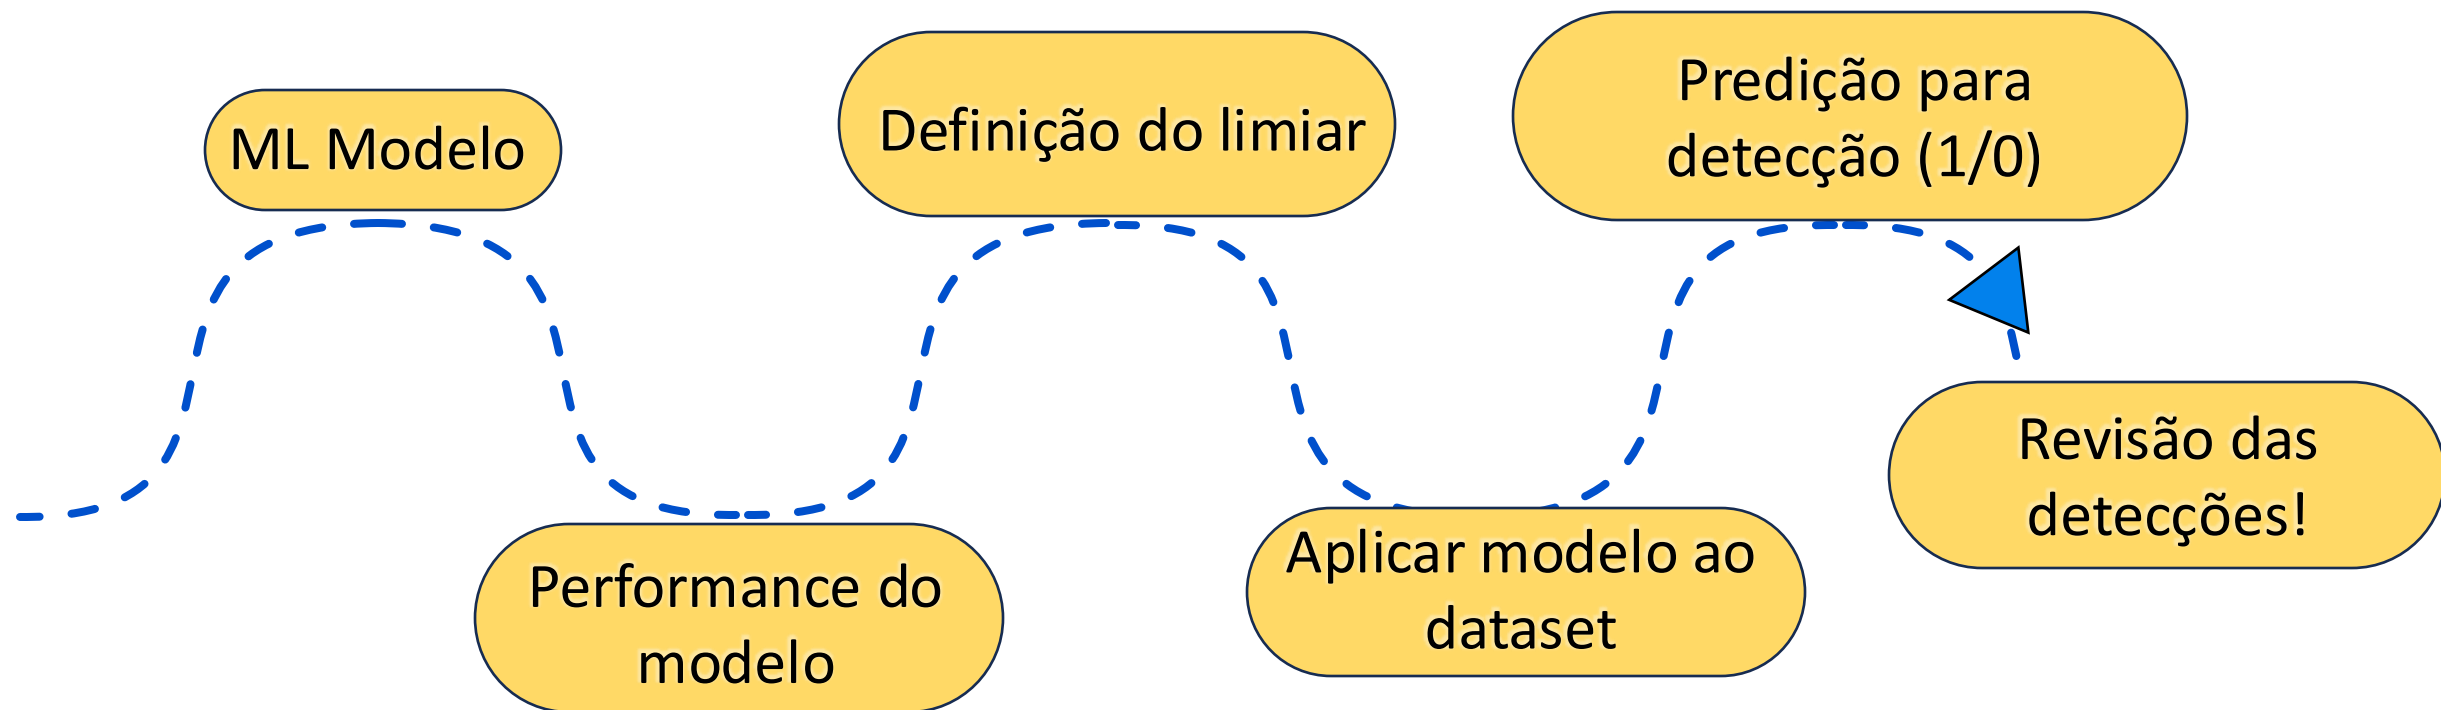 ML Modelo
Performance do
modelo
Definição do limiar
Aplicar modelo ao
dataset
Predição para
detecção (1/0)
Revisão das
detecções!